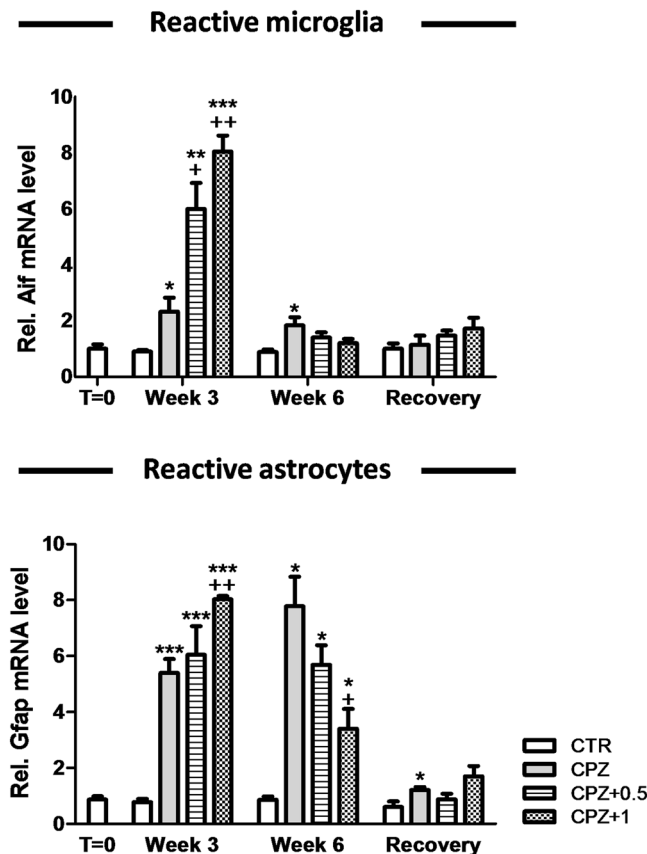 Reactive microglia
Rel. Aif mRNA level
10
8
6
4
2
0
*
**
+
***
++
*
T=0 Week 3 Week 6 Recovery
Reactive astrocytes
Rel. Gfap mRNA level
10
8
6
4
2
0
***
***
***
++
*
*
*
+
*
T=0 Week 3 Week 6 Recovery
CTR
CPZ
CPZ+0.5
CPZ+1